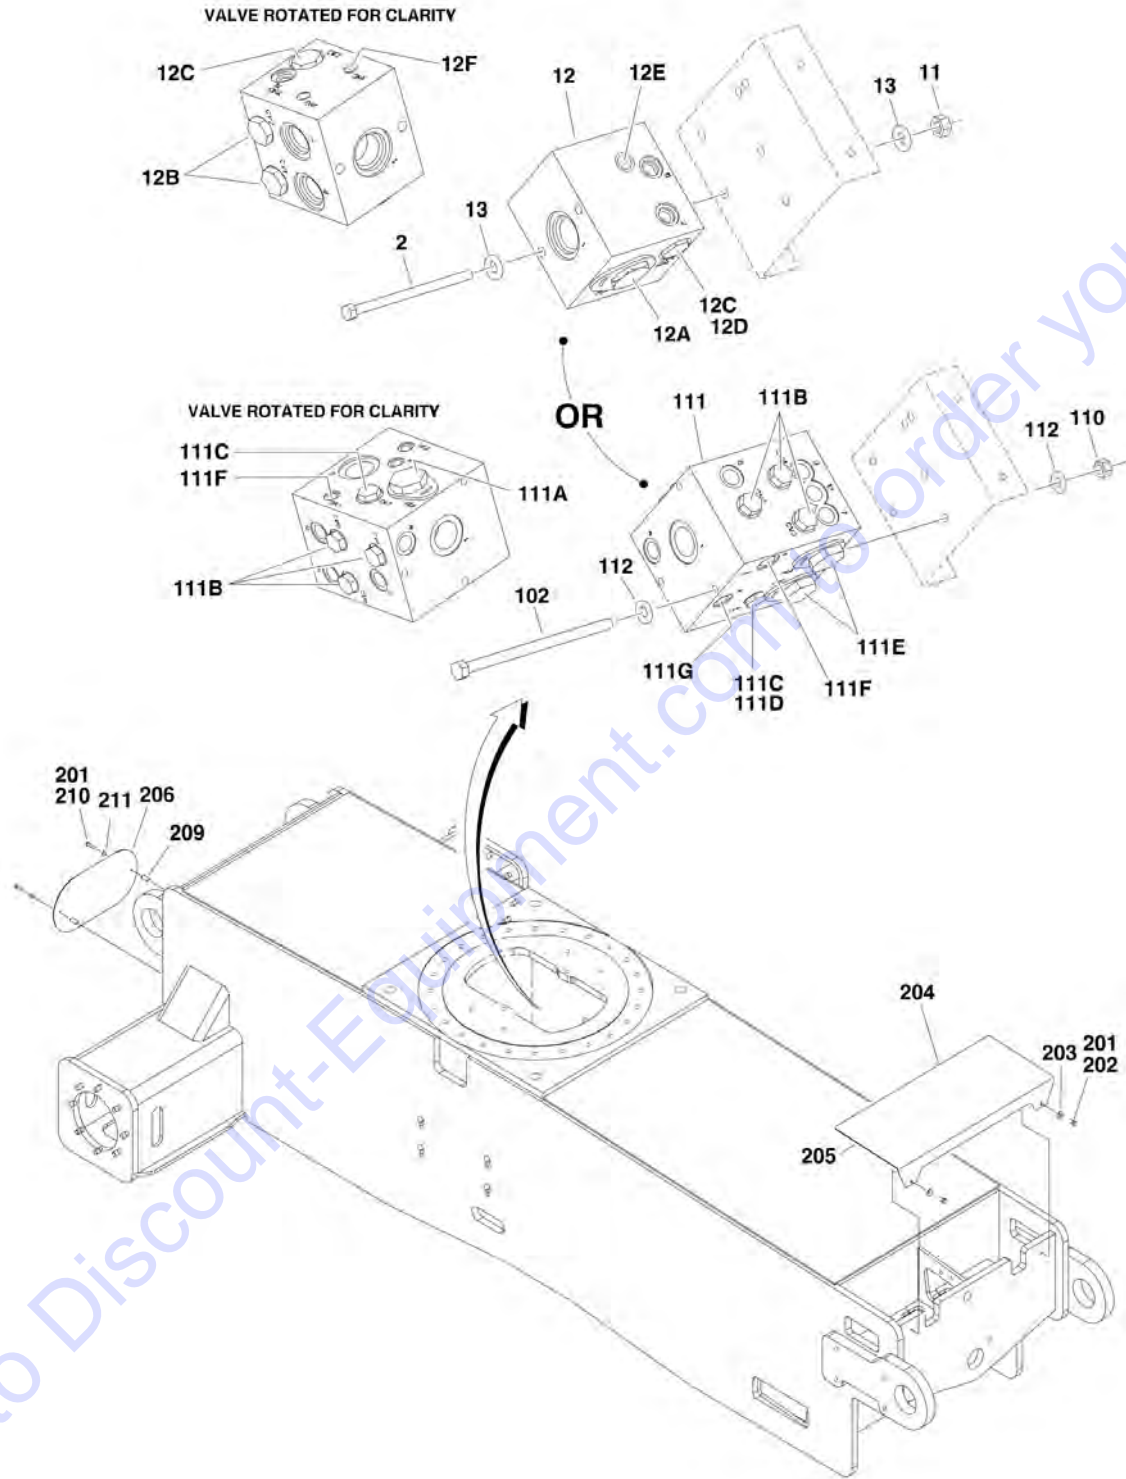 VALVE ROTATED FOR CLARITY
12C
12F
12B
12
12E
13
11
2
13
12C
12D
12A
OR
VALVE ROTATED FOR CLARITY
111C
111F
111A
111B
111
111B
112
110
112
102
111E
111G
111C
111D
111F
201
210
211
206
209
204
203
201
202
205
to Discount-Equipment.com to order you